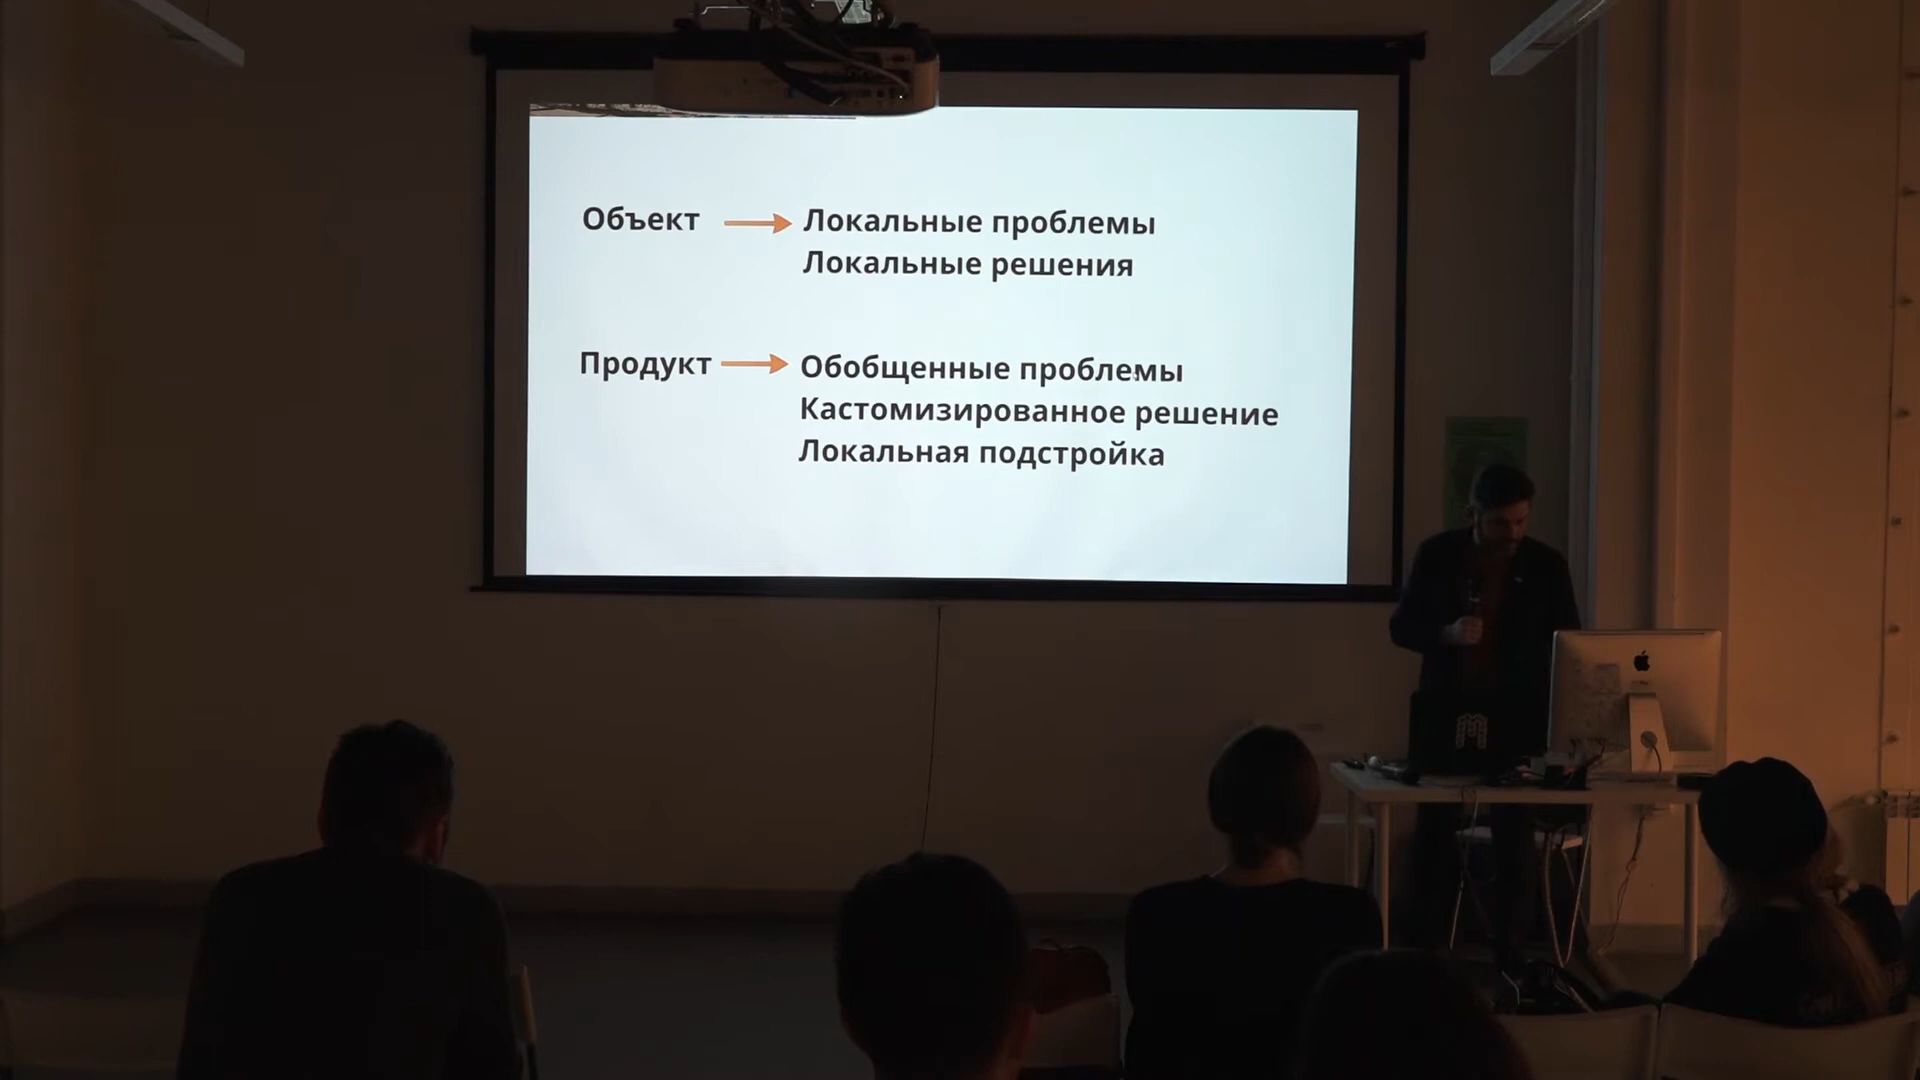 Объект
Локальные проблемы
Локальные решения
Продукт
Обобщенные проблемы
Кастомизированное решение
Локальная подстройка